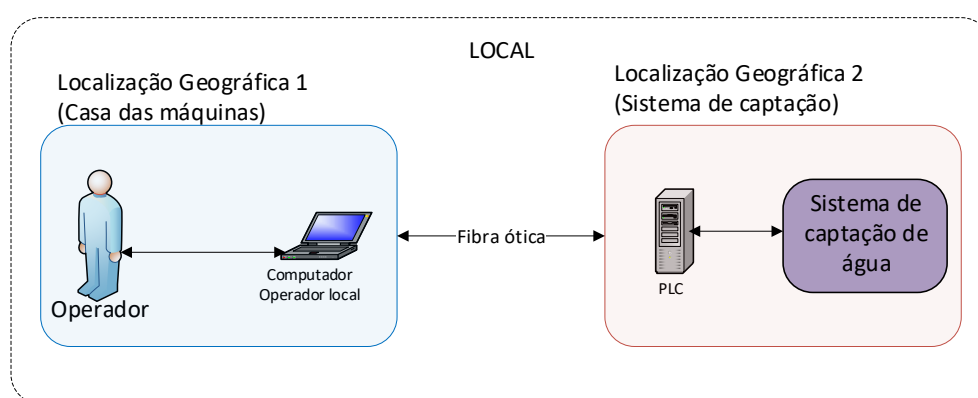 LOCAL
Localização Geográfica 1
(Casa das máquinas)
Localização Geográfica 2
(Sistema de captação)
Operador
Computador
Operador local
Fibra ótica
PLC
Sistema de
captação de
água